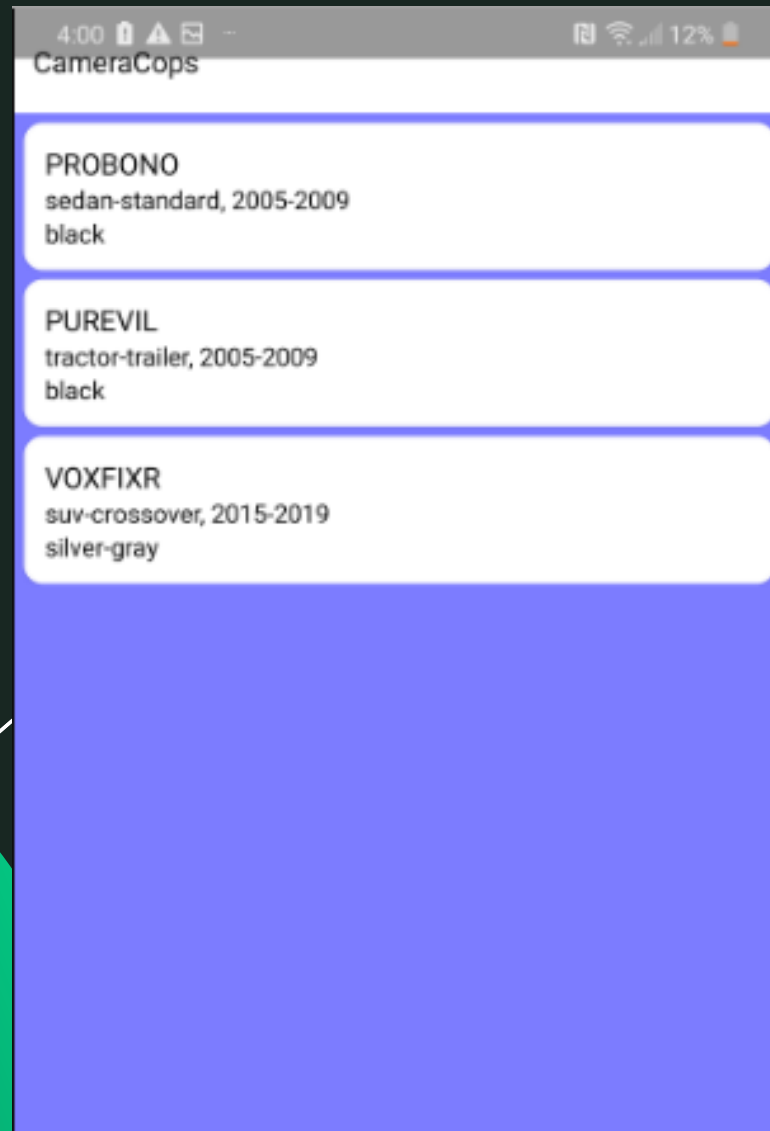 4:00
12%
CameraCops
PROBONO
sedan-standard, 2005-2009
black
PUREVIL
tractor-trailer, 2005-2009
black
VOXFIXR
suv-crossover, 2015-2019
silver-gray